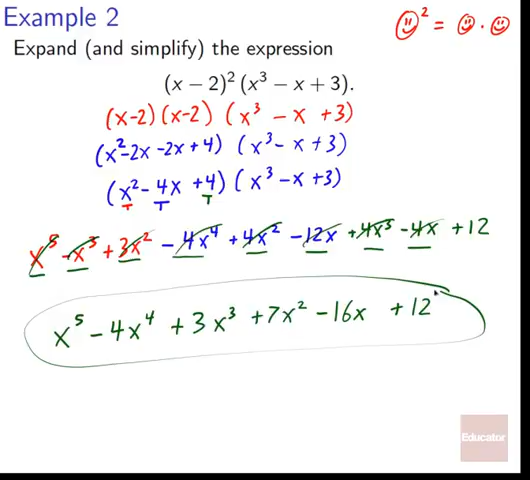 Example 2
☺² = ☺ · ☺
Expand (and simplify) the expression
(x − 2)² (x³ − x + 3).
(x-2) (x-2) (x³ - x + 3)
(x²-2x-2x+4) (x³- x +3)
(x²- 4x +4) (x³ -x+3)
x⁵ - x³ + 3x² - 4x⁴ + 4x² - 12x + 4x³ - 4x + 12
x⁵ - 4x⁴ + 3x³ + 7x² - 16x + 12
Educator